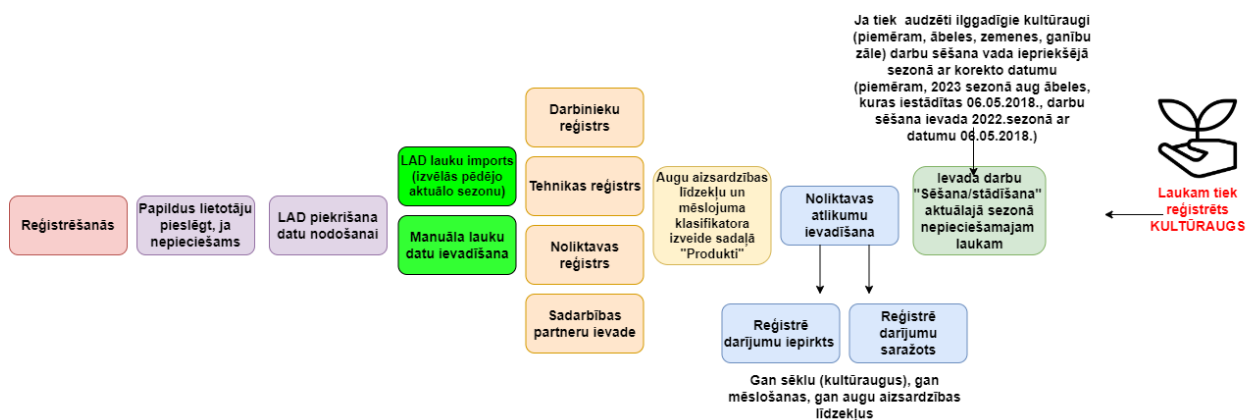 Reģistrēšanās
Papildus lietotāju
pieslēgt, ja
nepieciešams
LAD piekrišana
datu nodošanai
LAD lauku imports
(izvēlās pēdējo
aktuālo sezonu)
Manuāla lauku
datu ievadīšana
Darbinieku
reģistrs
Tehnikas reģistrs
Noliktavas
reģistrs
Sadarbības
partneru ievade
Augu aizsardzības
līdzekļu un
mēslojuma
klasifikatora
izveide sadaļā
"Produkti"
Noliktavas
atlikumu
ievadīšana
Reģistrē
darījumu iepirkts
Reģistrē
darījumu
saražots
Gan sēklu (kultūraugus), gan
mēslošanas, gan augu aizsardzības
līdzekļus
Ja tiek audzēti ilggadīgie kultūraugi
(piemēram, ābeles, zemenes, ganību
zāle) darbu sēšana vada iepriekšējā
sezonā ar korekto datumu
(piemēram, 2023 sezonā aug ābeles,
kuras iestādītas 06.05.2018., darbu
sēšana ievada 2022.sezonā ar
datumu 06.05.2018.)
Ievada darbu
"Sēšana/stādīšana"
aktuālajā sezonā
nepieciešamajam
laukam
Laukam tiek
reģistrēts
KULTŪRAUGS